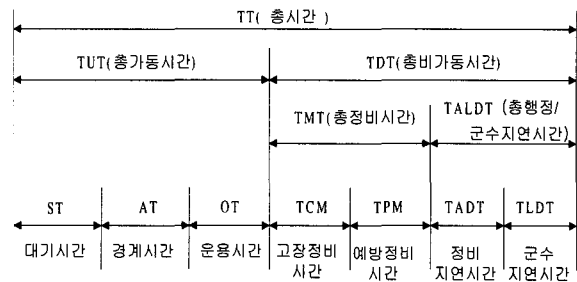 TT( 총시간 )
TUT(총가동시간)
TDT(총비가동시간)
TMT(총정비시간)
TALDT (총행정/
군수지연시간)
ST
AT
OT
TCM
TPM
TADT
TLDT
대기시간
경계시간
운용시간
고장정비
시간
예방정비
시간
정비
지연시간
군수
지연시간